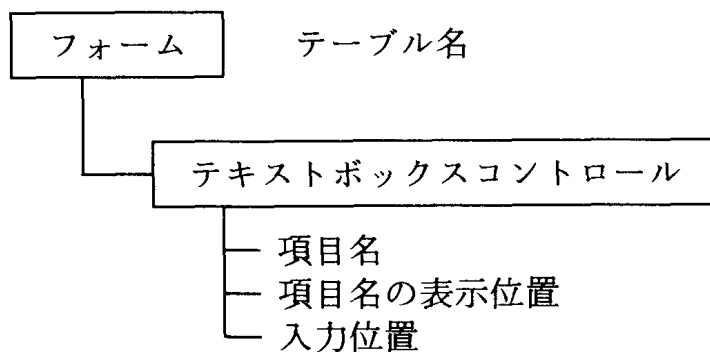 フォーム テーブル名
テキストボックスコントロール
項目名
項目名の表示位置
入力位置